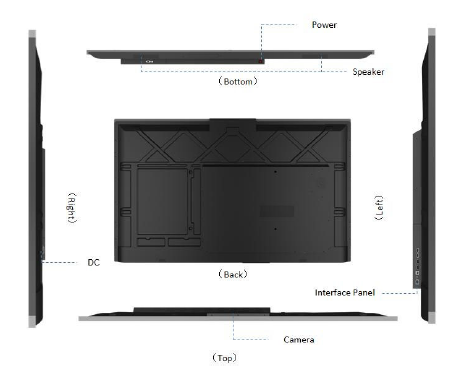 Power
Speaker
(Bottom)
(Right)
(Left)
DC
(Back)
Interface Panel
Camera
(Top)